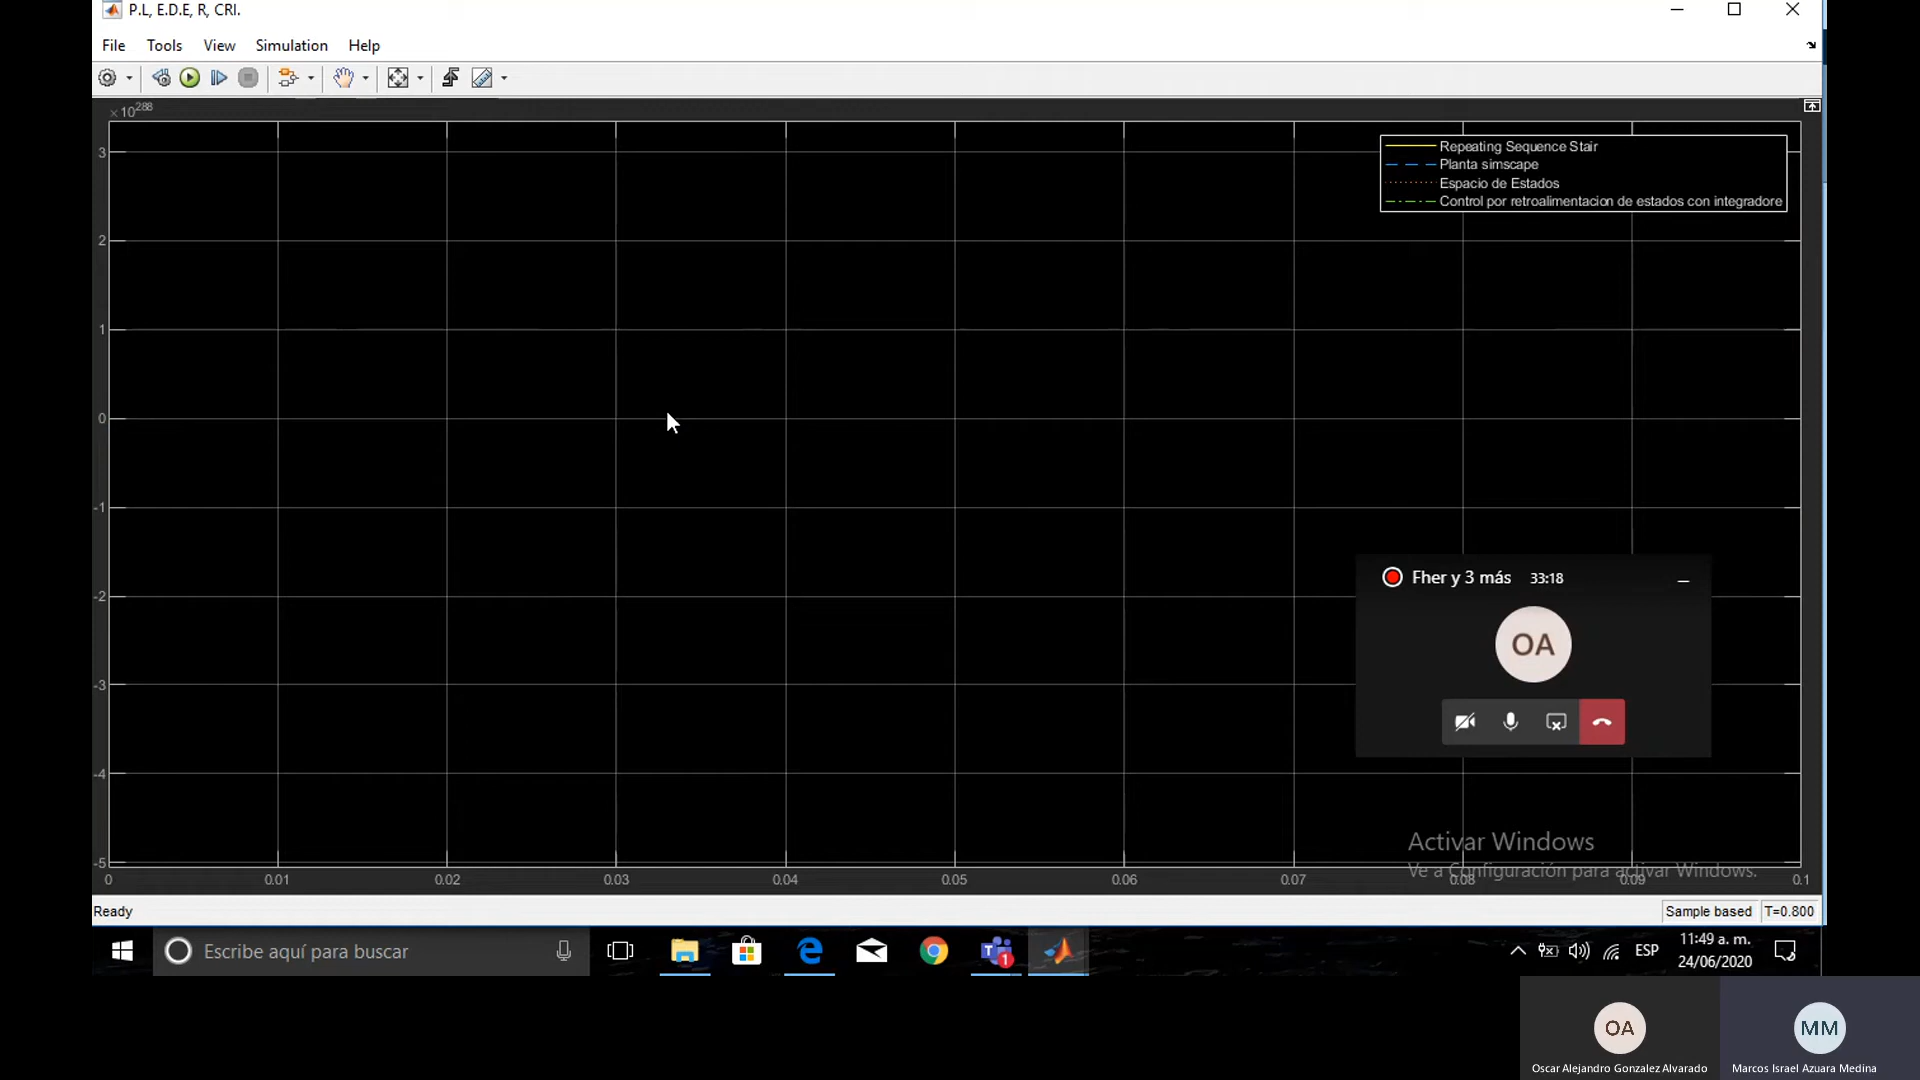 P.L, E.D.E, R, CRI.
File Tools View Simulation Help
×10^288
Repeating Sequence Stair
Planta simscape
Espacio de Estados
Control por retroalimentacion de estados con integradore
3
2
1
0
-1
-2
-3
-4
-5
0 0.01 0.02 0.03 0.04 0.05 0.06 0.07 0.08 0.09 0.1
Fher y 3 más 33:18
OA
Activar Windows
Ve a Configuración para activar Windows.
Ready
Sample based T=0.800
Escribe aquí para buscar
1
ESP
11:49 a. m.
24/06/2020
OA
Oscar Alejandro Gonzalez Alvarado
MM
Marcos Israel Azuara Medina